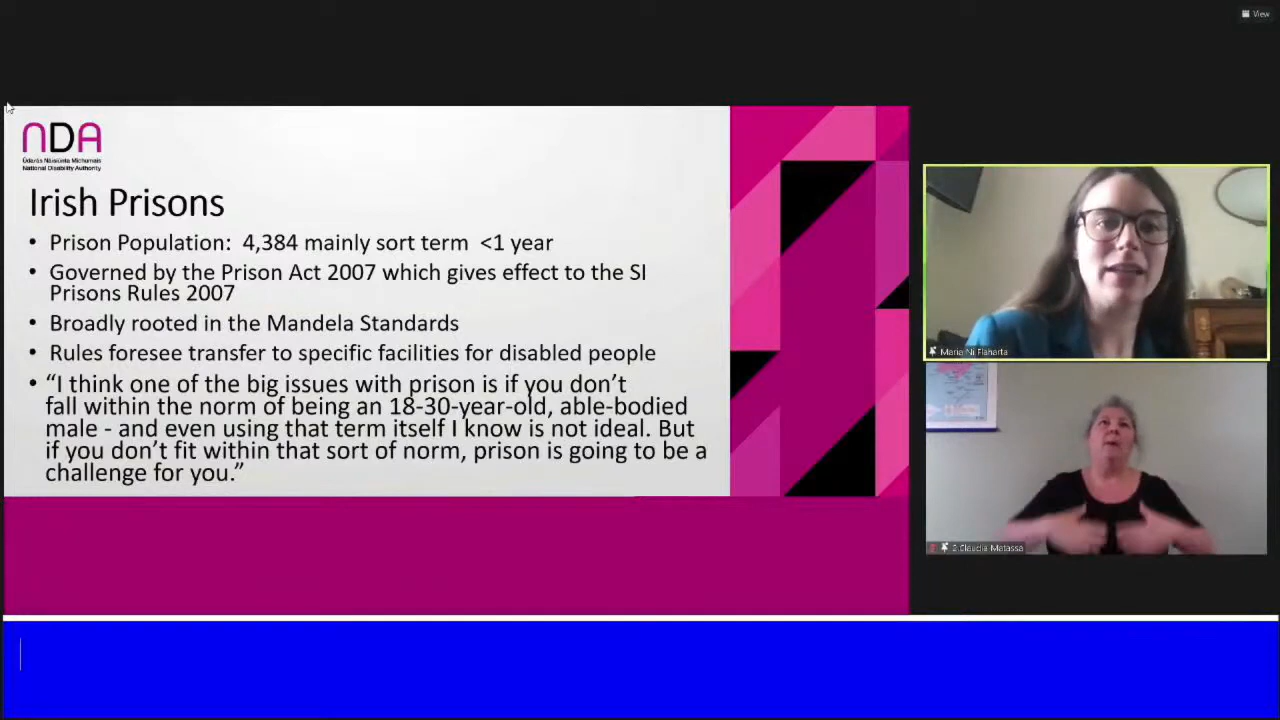 View
nDA
Údarás Náisiúnta Míchumais
National Disability Authority
Irish Prisons
• Prison Population: 4,384 mainly sort term <1 year
• Governed by the Prison Act 2007 which gives effect to the SI
Prisons Rules 2007
• Broadly rooted in the Mandela Standards
• Rules foresee transfer to specific facilities for disabled people
• “I think one of the big issues with prison is if you don’t
fall within the norm of being an 18-30-year-old, able-bodied
male - and even using that term itself I know is not ideal. But
if you don’t fit within that sort of norm, prison is going to be a
challenge for you.”
Maria Ni Flaharta
2.Claudia Matassa